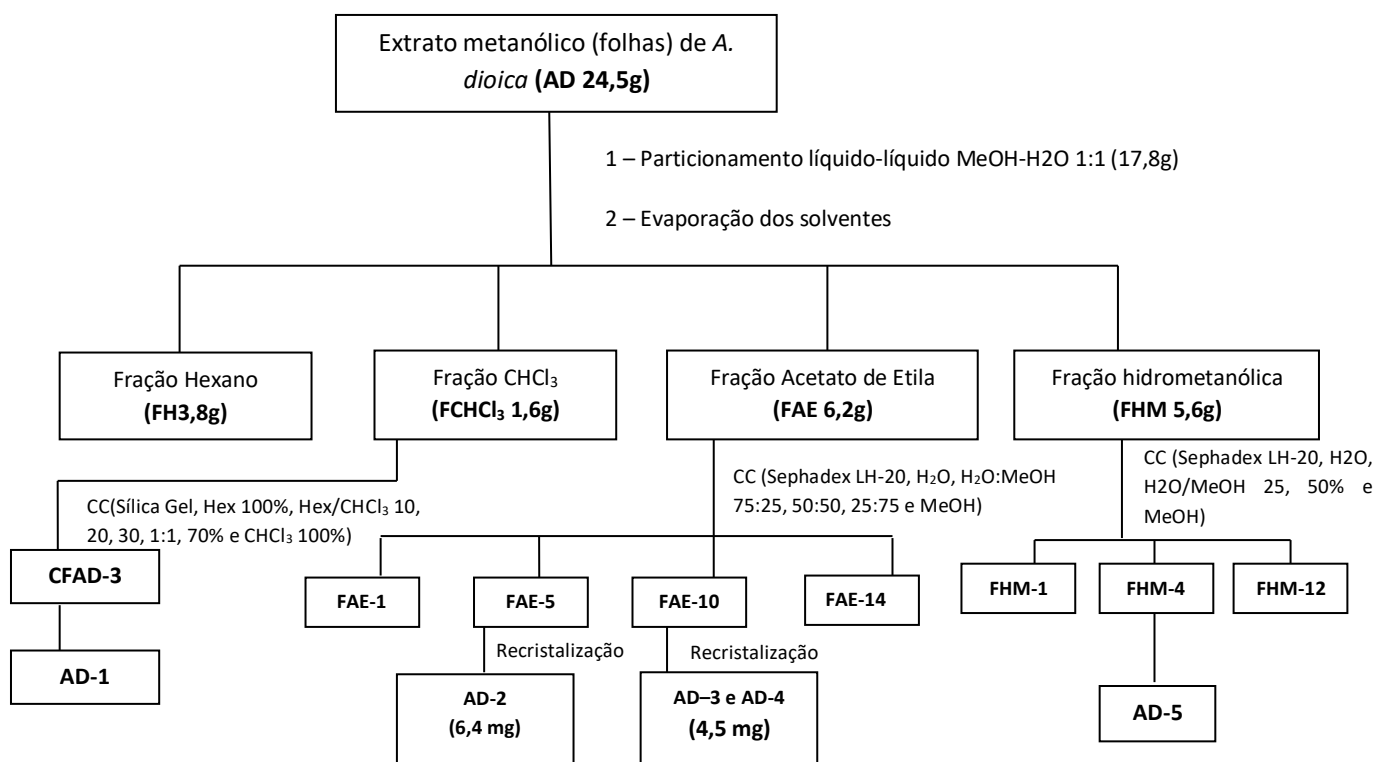 Extrato metanólico (folhas) de A.
dioica (AD 24,5g)
1 – Particionamento líquido-líquido MeOH-H2O 1:1 (17,8g)
2 – Evaporação dos solventes
Fração Hexano
(FH3,8g)
Fração CHCl₃
(FCHCl₃ 1,6g)
Fração Acetato de Etila
(FAE 6,2g)
Fração hidrometanólica
(FHM 5,6g)
CC(Sílica Gel, Hex 100%, Hex/CHCl₃ 10,
20, 30, 1:1, 70% e CHCl₃ 100%)
CC (Sephadex LH-20, H₂O, H₂O:MeOH
75:25, 50:50, 25:75 e MeOH)
CC (Sephadex LH-20, H2O,
H2O/MeOH 25, 50% e
MeOH)
CFAD-3
FAE-1
FAE-5
FAE-10
FAE-14
FHM-1
FHM-4
FHM-12
Recristalização
Recristalização
AD-1
AD-2
(6,4 mg)
AD–3 e AD-4
(4,5 mg)
AD-5